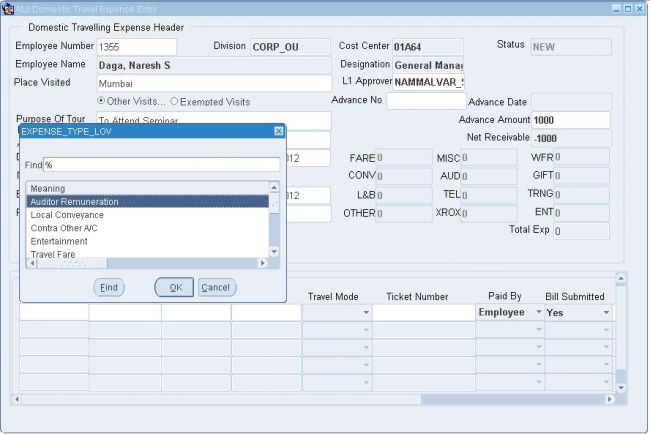 Atul Domestic Travel Expense Entry
Domestic Travelling Expense Header
Employee Number 1355 Division CORP_OU Cost Center 01A64 Status NEW
Employee Name Daga, Naresh S Designation General Manag
Place Visited Mumbai L1 Approver NAMMALVAR_S
Other Visits... Exempted Visits Advance No Advance Date
Purpose Of Tour To Attend Seminar Advance Amount 1000
Net Receivable -1000
EXPENSE_TYPE_LOV
Find %
Meaning
Auditor Remuneration
Local Conveyance
Contra Other A/C
Entertainment
Travel Fare
Find OK Cancel
012 FARE 0 MISC 0 WFR 0
CONV 0 AUD 0 GIFT 0
012 L&B 0 TEL 0 TRNG 0
OTHER 0 XROX 0 ENT 0
Total Exp 0
Travel Mode Ticket Number Paid By Bill Submitted
Employee Yes